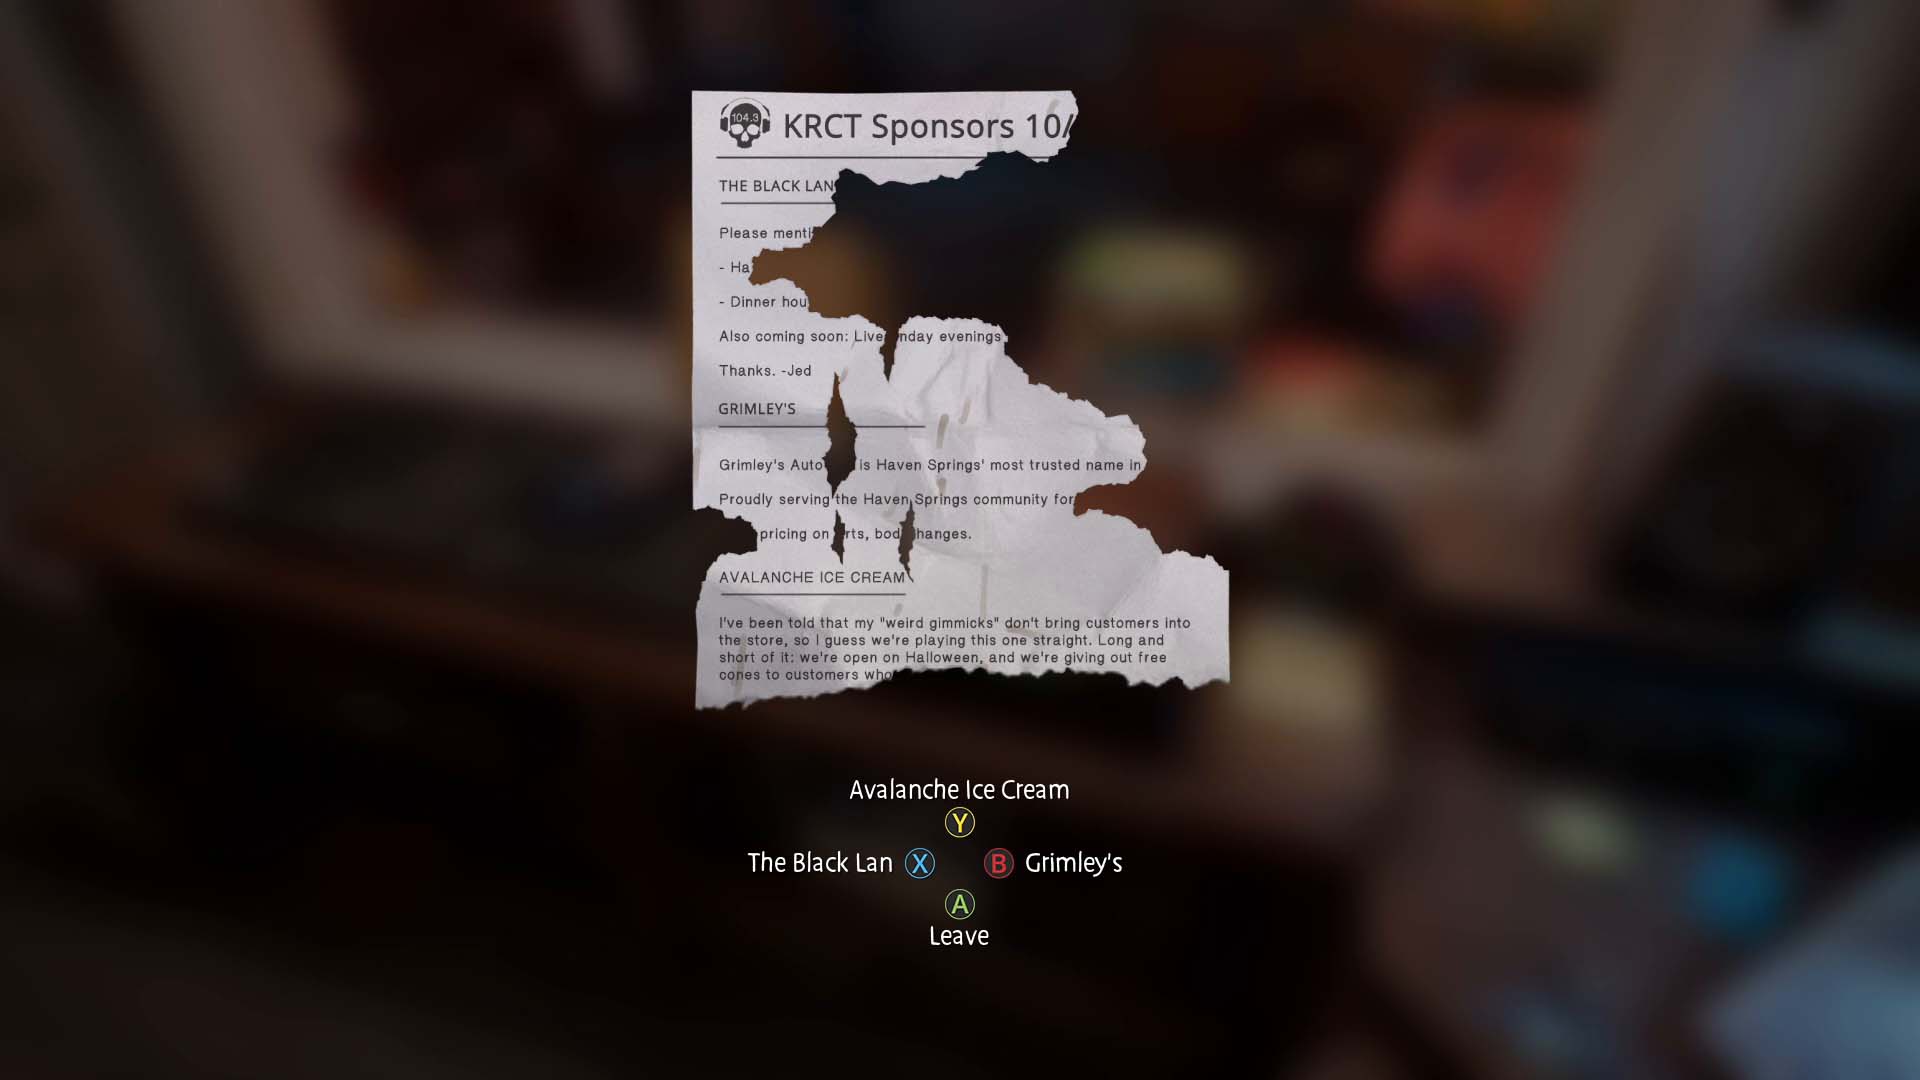 104.3
KRCT Sponsors 10/
THE BLACK LAN
Please menti
- Ha
- Dinner hou
Also coming soon: Live nday evenings
Thanks. -Jed
GRIMLEY'S
Grimley's Auto is Haven Springs' most trusted name in
Proudly serving the Haven Springs community for
pricing on rts, bod hanges.
AVALANCHE ICE CREAM
I've been told that my "weird gimmicks" don't bring customers into
the store, so I guess we're playing this one straight. Long and
short of it: we're open on Halloween, and we're giving out free
cones to customers who
Avalanche Ice Cream
Y
The Black Lan X B Grimley's
A
Leave